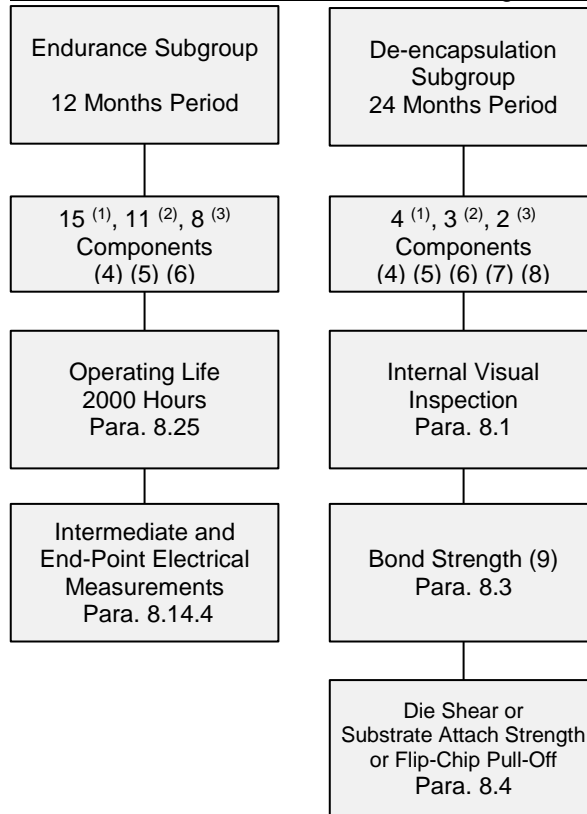 Endurance Subgroup
12 Months Period
15 (1), 11 (2), 8 (3)
Components
(4) (5) (6)
Operating Life
2000 Hours
Para. 8.25
Intermediate and
End-Point Electrical
Measurements
Para. 8.14.4
De-encapsulation
Subgroup
24 Months Period
4 (1), 3 (2), 2 (3)
Components
(4) (5) (6) (7) (8)
Internal Visual
Inspection
Para. 8.1
Bond Strength (9)
Para. 8.3
Die Shear or
Substrate Attach Strength
or Flip-Chip Pull-Off
Para. 8.4